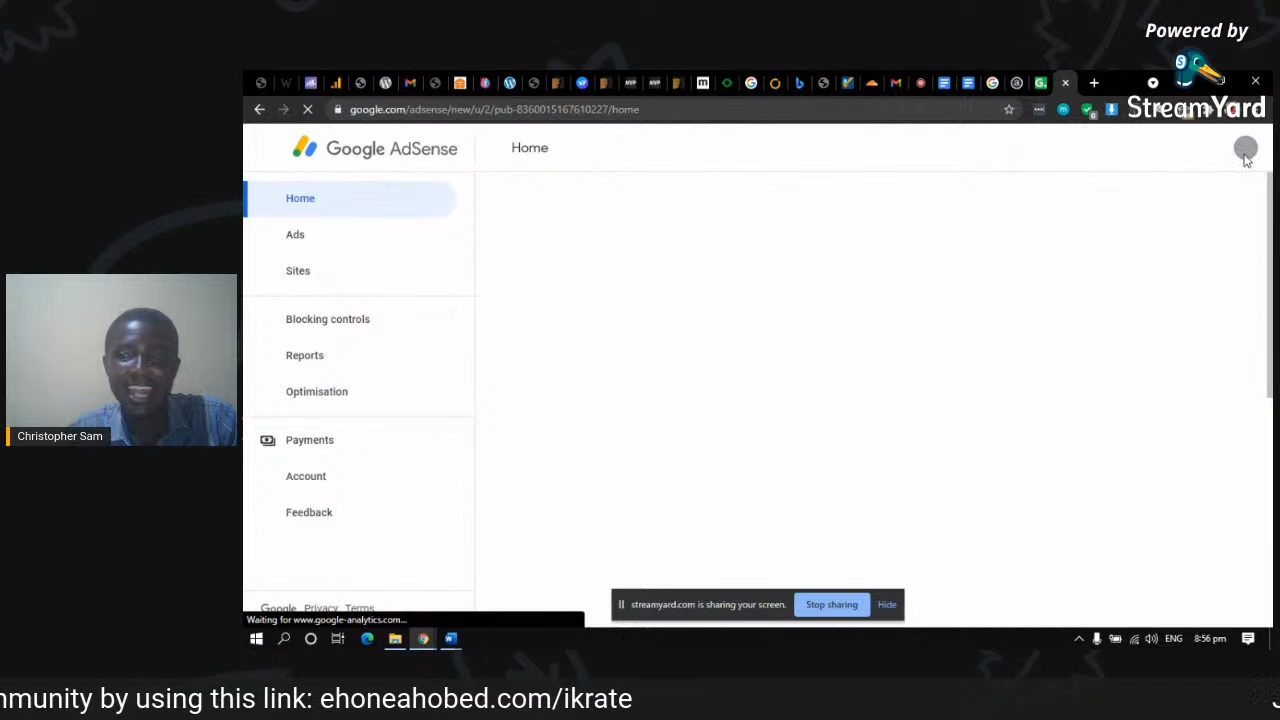 Powered by
StreamYard
google.com/adsense/new/u/2/pub-8360015167610227/home
Google AdSense
Home
Home
Ads
Sites
Blocking controls
Reports
Optimisation
Payments
Account
Feedback
Google Privacy Terms
Waiting for www.google-analytics.com...
streamyard.com is sharing your screen.
Stop sharing
Hide
Christopher Sam
ENG
8:56 pm
mmunity by using this link: ehoneahobed.com/ikrate